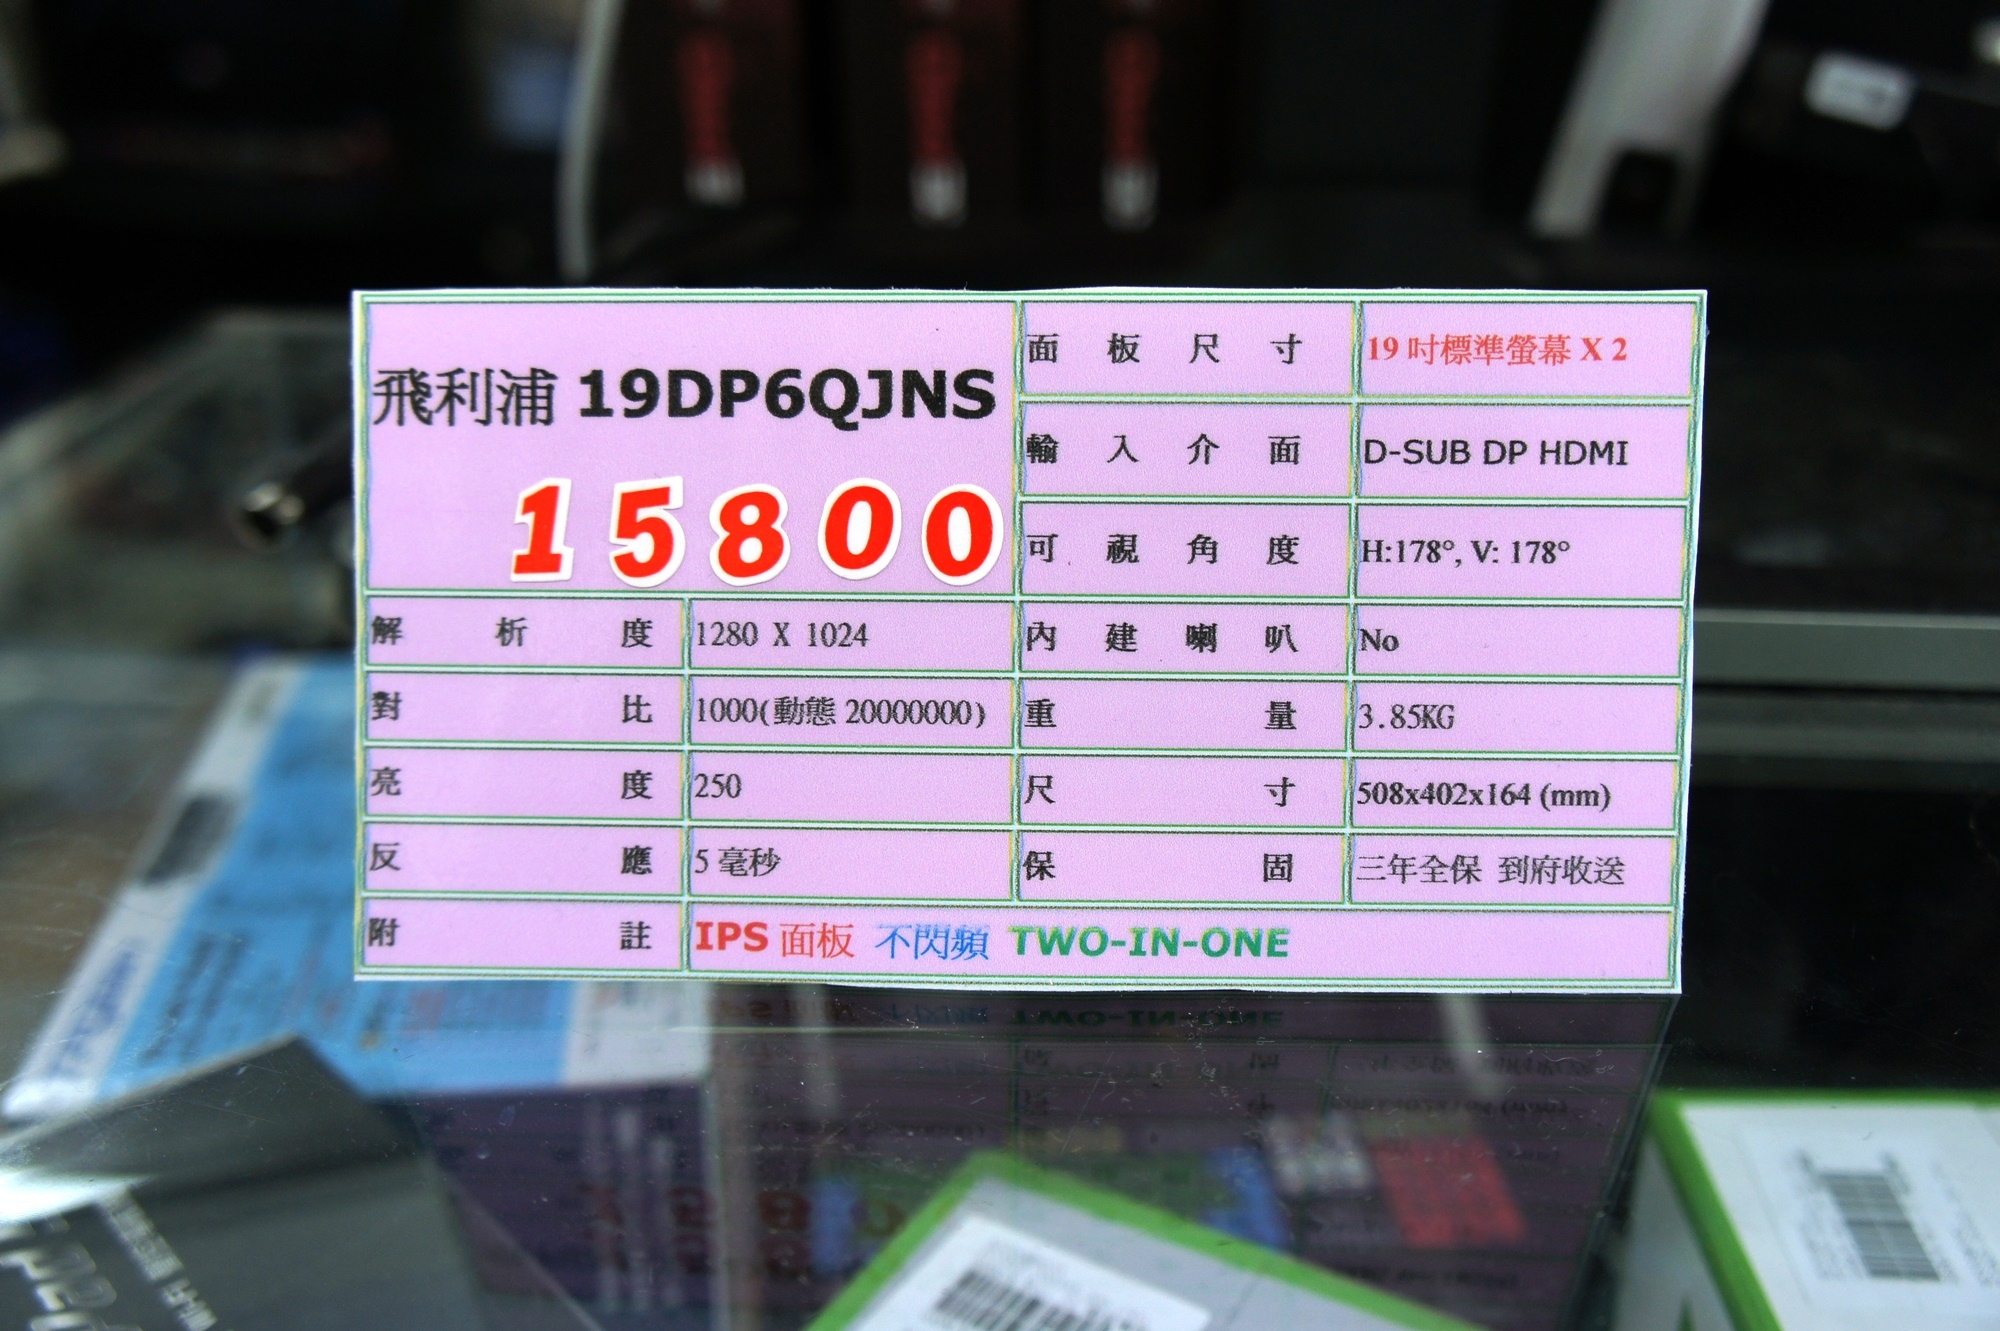 飛利浦 19DP6QJNS
15800
面板尺寸 19 吋標準螢幕 X 2
輸入介面 D-SUB DP HDMI
可視角度 H:178°, V: 178°
解析度 1280 X 1024 內建喇叭 No
對比 1000(動態 20000000) 重量 3.85KG
亮度 250 尺寸 508x402x164 (mm)
反應 5 毫秒 保固 三年全保 到府收送
附註 IPS 面板 不閃頻 TWO-IN-ONE